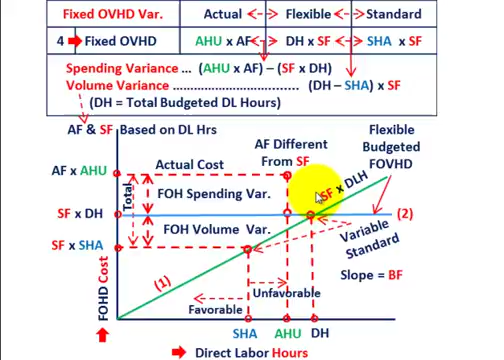 Fixed OVHD Var. Actual Flexible Standard
4 Fixed OVHD AHU x AF DH x SF SHA x SF
Spending Variance ... (AHU x AF) – (SF x DH)
Volume Variance ................................ (DH – SHA) x SF
(DH = Total Budgeted DL Hours)
AF & SF Based on DL Hrs
AF Different
From SF
Flexible
Budgeted
FOVHD
AF x AHU
Actual Cost
Total
FOH Spending Var.
SF x DLH
SF x DH
(2)
FOH Volume Var.
Variable
Standard
SF x SHA
Slope = BF
(1)
Unfavorable
Favorable
FOHD Cost
SHA AHU DH
Direct Labor Hours